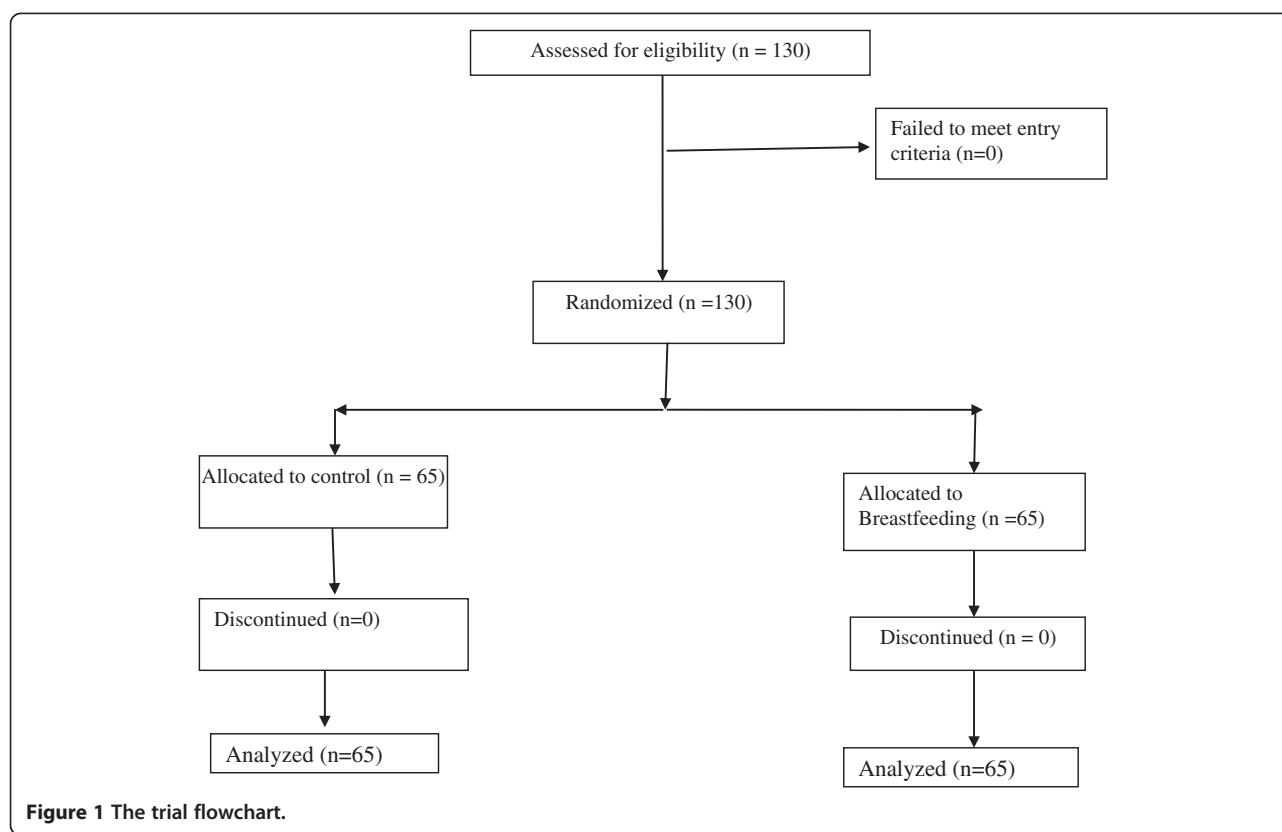 Assessed for eligibility (n = 130)
Failed to meet entry
criteria (n=0)
Randomized (n =130)
Allocated to control (n = 65)
Allocated to
Breastfeeding (n =65)
Discontinued (n=0)
Discontinued (n = 0)
Analyzed (n=65)
Analyzed (n=65)
Figure 1 The trial flowchart.